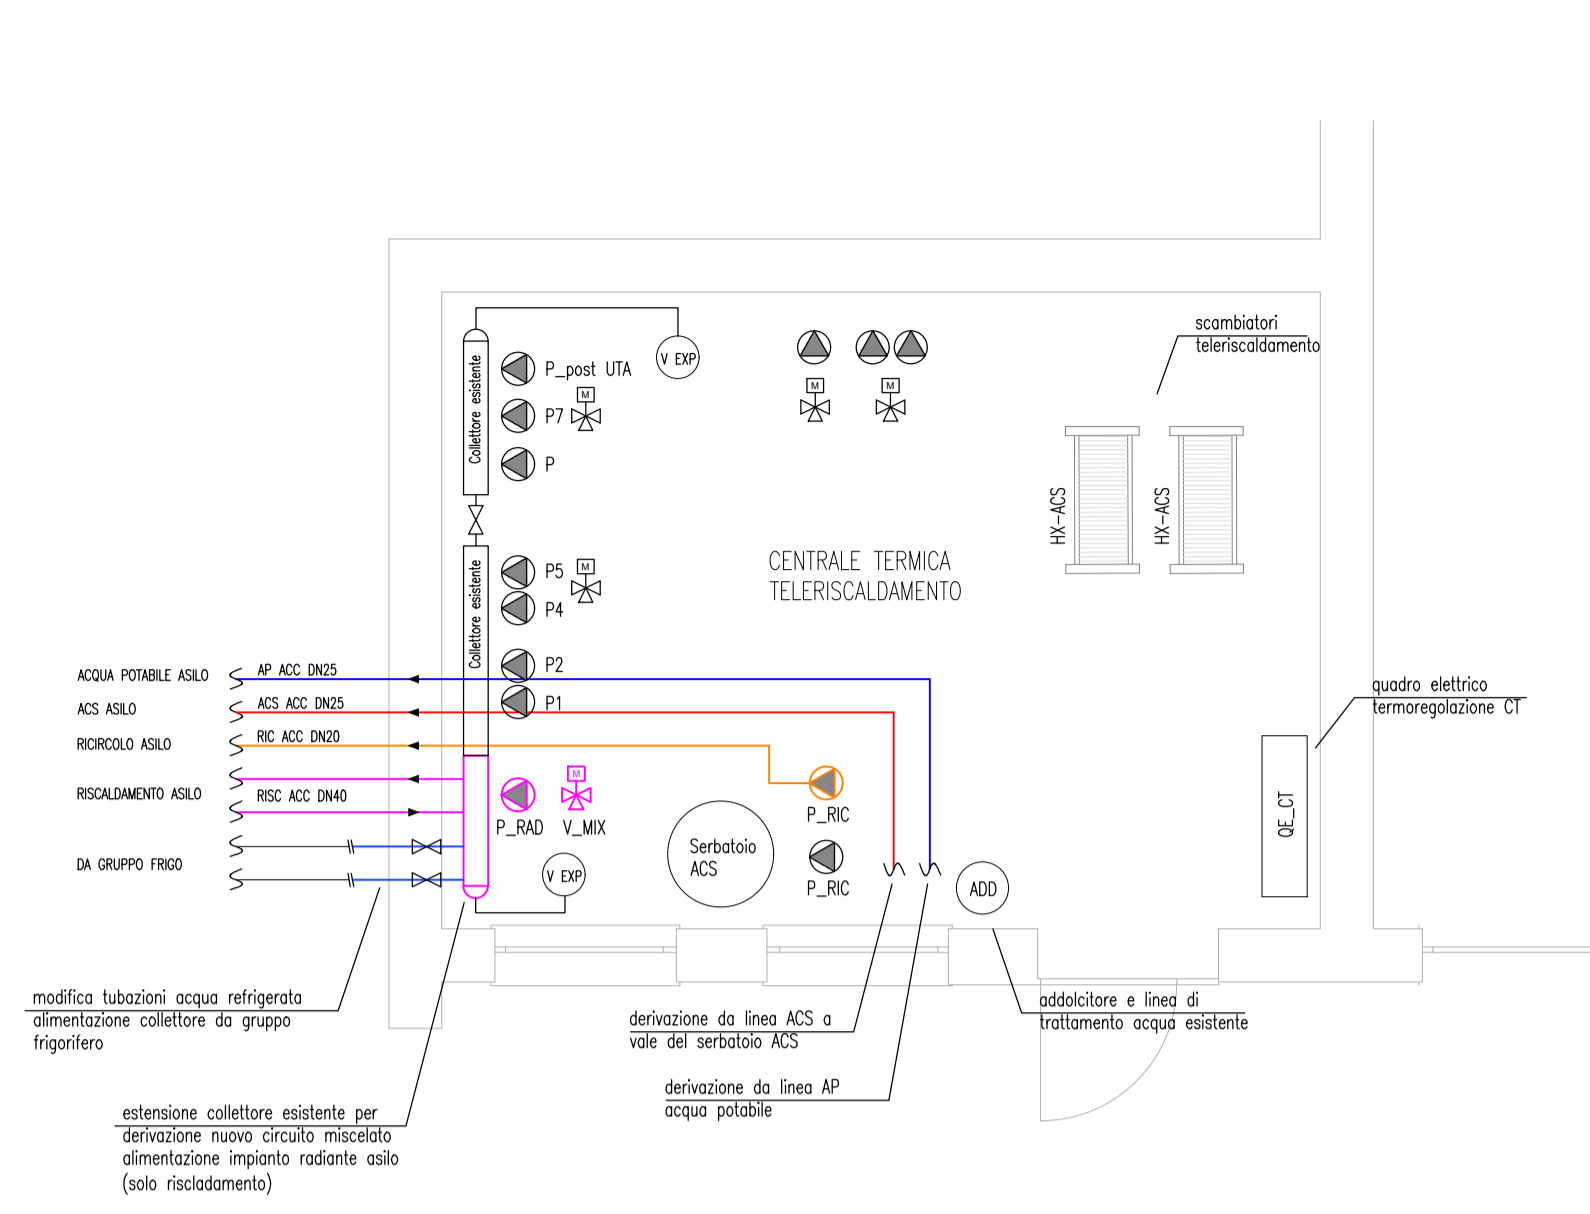 scambiatori
teleriscaldamento
Collettore esistente
P_post UTA
V EXP
M
P7
P
M
M
HX-ACS
HX-ACS
CENTRALE TERMICA
TELERISCALDAMENTO
Collettore esistente
M
P5
P4
P2
P1
ACQUA POTABILE ASILO
AP ACC DN25
ACS ASILO
ACS ACC DN25
RICIRCOLO ASILO
RIC ACC DN20
RISCALDAMENTO ASILO
RISC ACC DN40
DA GRUPPO FRIGO
M
P_RAD
V_MIX
V EXP
Serbatoio
ACS
P_RIC
P_RIC
ADD
quadro elettrico
termoregolazione CT
QE_CT
modifica tubazioni acqua refrigerata
alimentazione collettore da gruppo
frigorifero
derivazione da linea ACS a
vale del serbatoio ACS
addolcitore e linea di
trattamento acqua esistente
derivazione da linea AP
acqua potabile
estensione collettore esistente per
derivazione nuovo circuito miscelato
alimentazione impianto radiante asilo
(solo riscladamento)